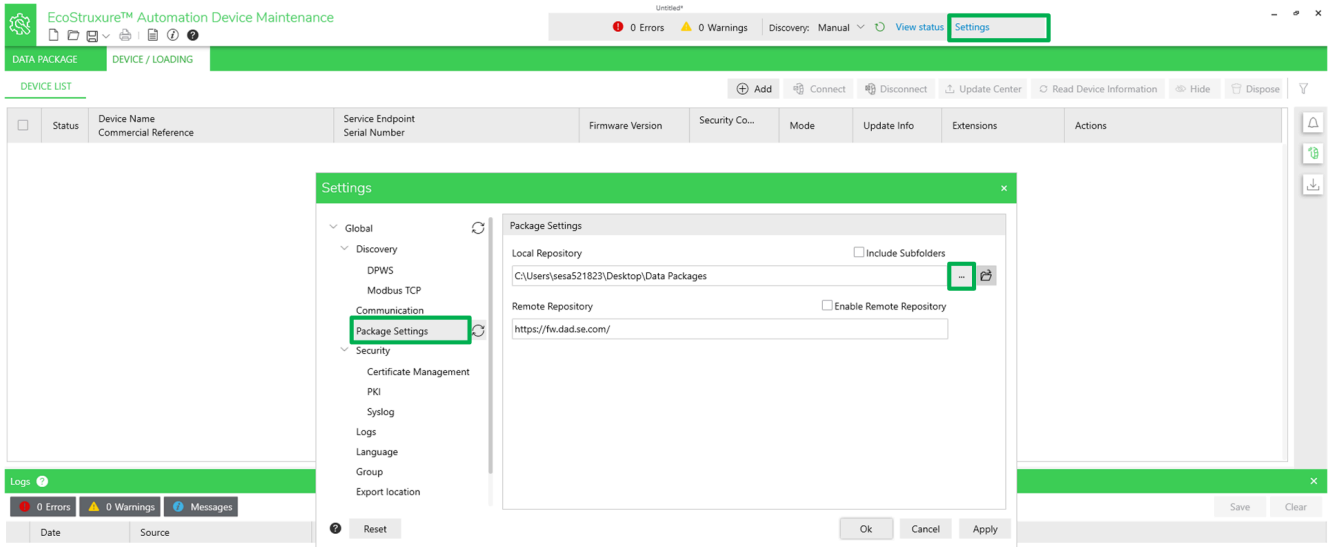 Untitled*
EcoStruxure™ Automation Device Maintenance
0 Errors 0 Warnings Discovery: Manual View status Settings
DATA PACKAGE DEVICE / LOADING
DEVICE LIST
Add Connect Disconnect Update Center Read Device Information Hide Dispose
Status Device Name Service Endpoint Firmware Version Security Co... Mode Update Info Extensions Actions
Commercial Reference Serial Number
Settings
Global
Discovery
DPWS
Modbus TCP
Communication
Package Settings
Security
Certificate Management
PKI
Syslog
Logs
Language
Group
Export location
Package Settings
Local Repository Include Subfolders
C:\Users\sesa521823\Desktop\Data Packages ...
Remote Repository Enable Remote Repository
https://fw.dad.se.com/
Reset Ok Cancel Apply
Logs
0 Errors 0 Warnings Messages Save Clear
Date Source